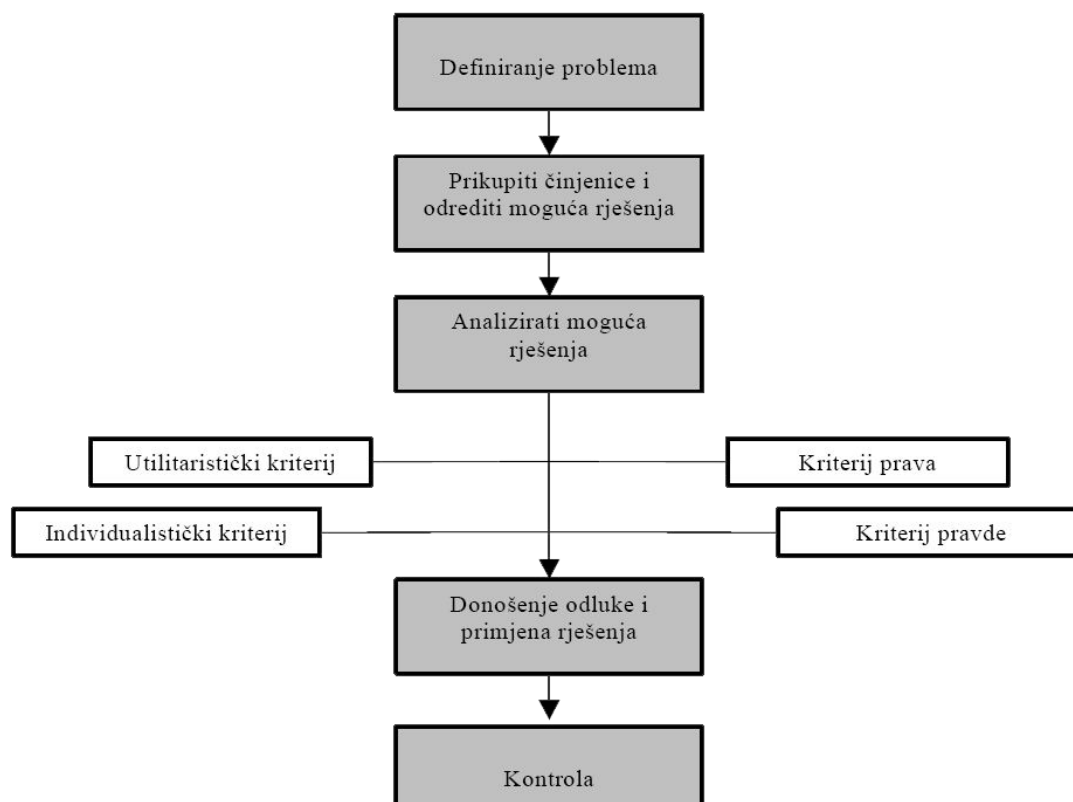 Definiranje problema
Prikupiti činjenice i
odrediti moguća rješenja
Analizirati moguća
rješenja
Utilitaristički kriterij
Kriterij prava
Individualistički kriterij
Kriterij pravde
Donošenje odluke i
primjena rješenja
Kontrola